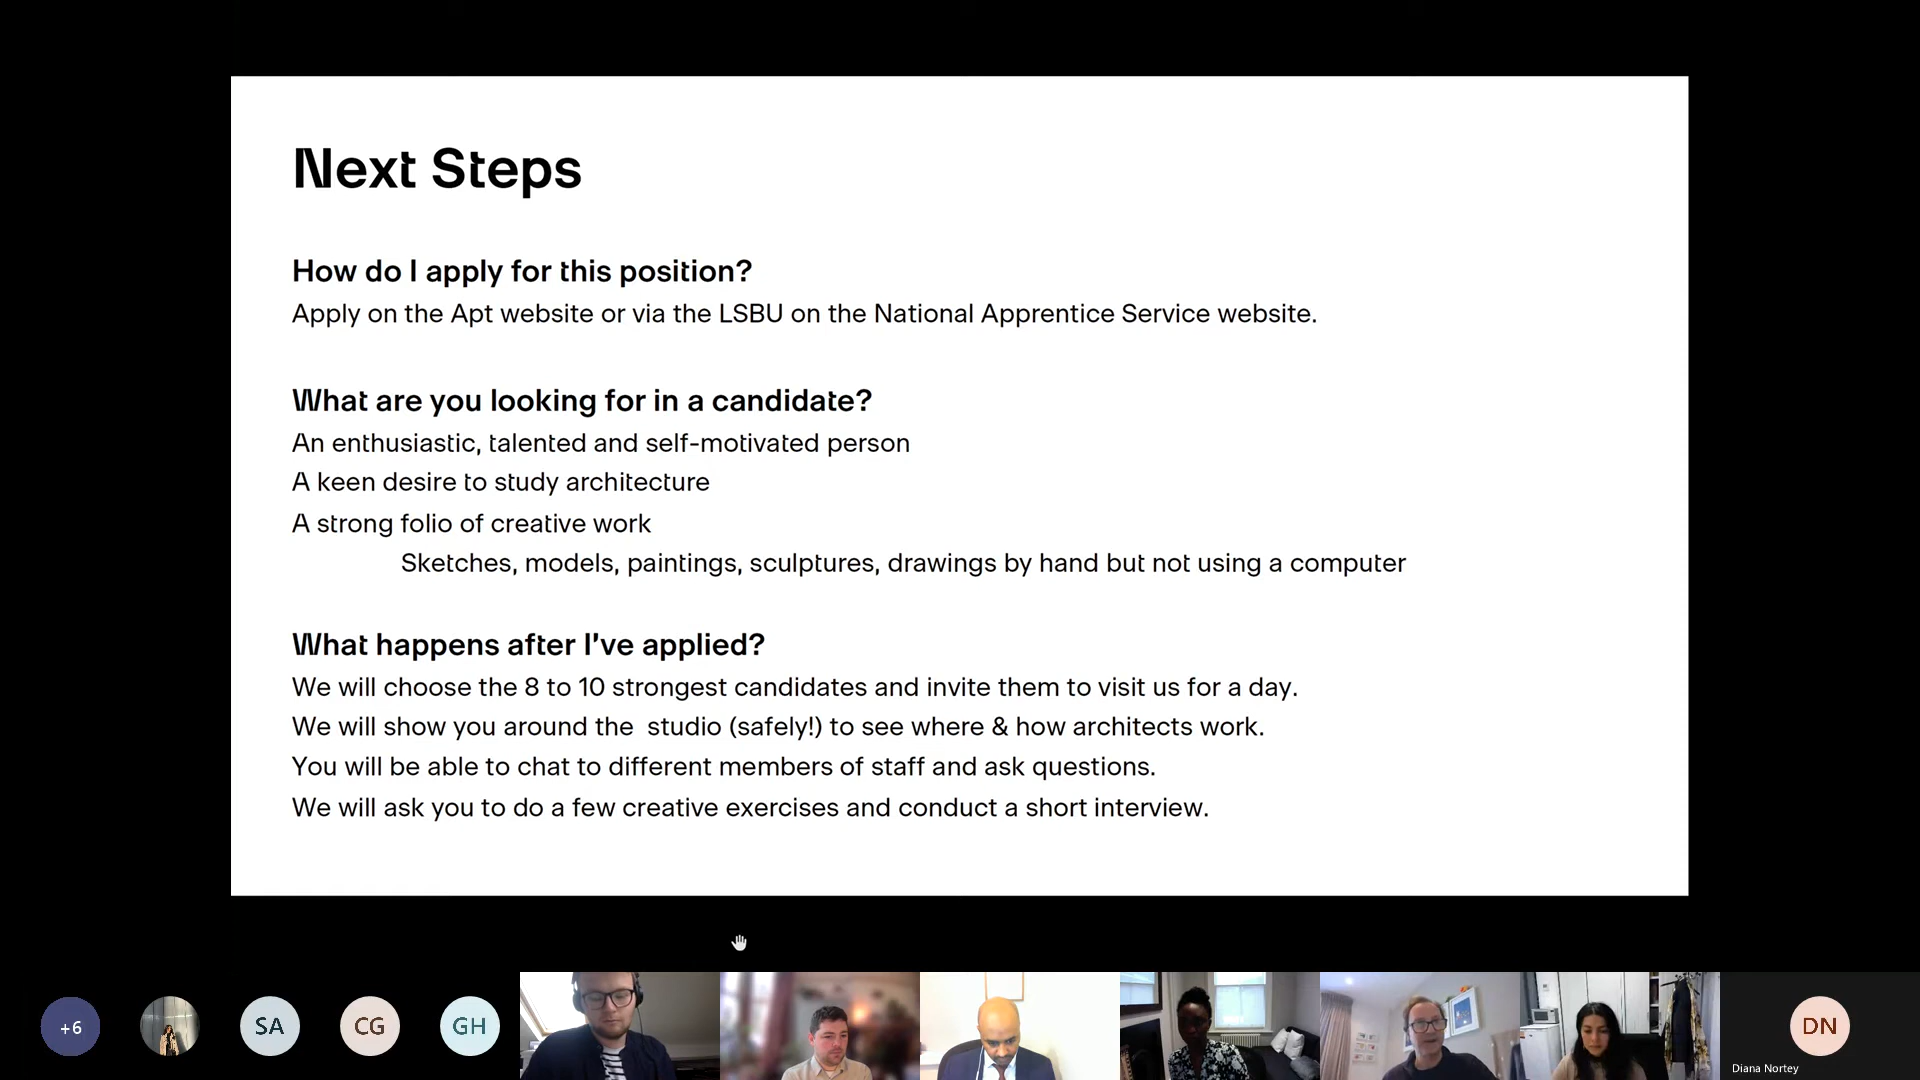 Next Steps
How do I apply for this position?
Apply on the Apt website or via the LSBU on the National Apprentice Service website.
What are you looking for in a candidate?
An enthusiastic, talented and self-motivated person
A keen desire to study architecture
A strong folio of creative work
Sketches, models, paintings, sculptures, drawings by hand but not using a computer
What happens after I've applied?
We will choose the 8 to 10 strongest candidates and invite them to visit us for a day.
We will show you around the  studio (safely!) to see where & how architects work.
You will be able to chat to different members of staff and ask questions.
We will ask you to do a few creative exercises and conduct a short interview.
+6
SA
CG
GH
DN
Diana Nortey